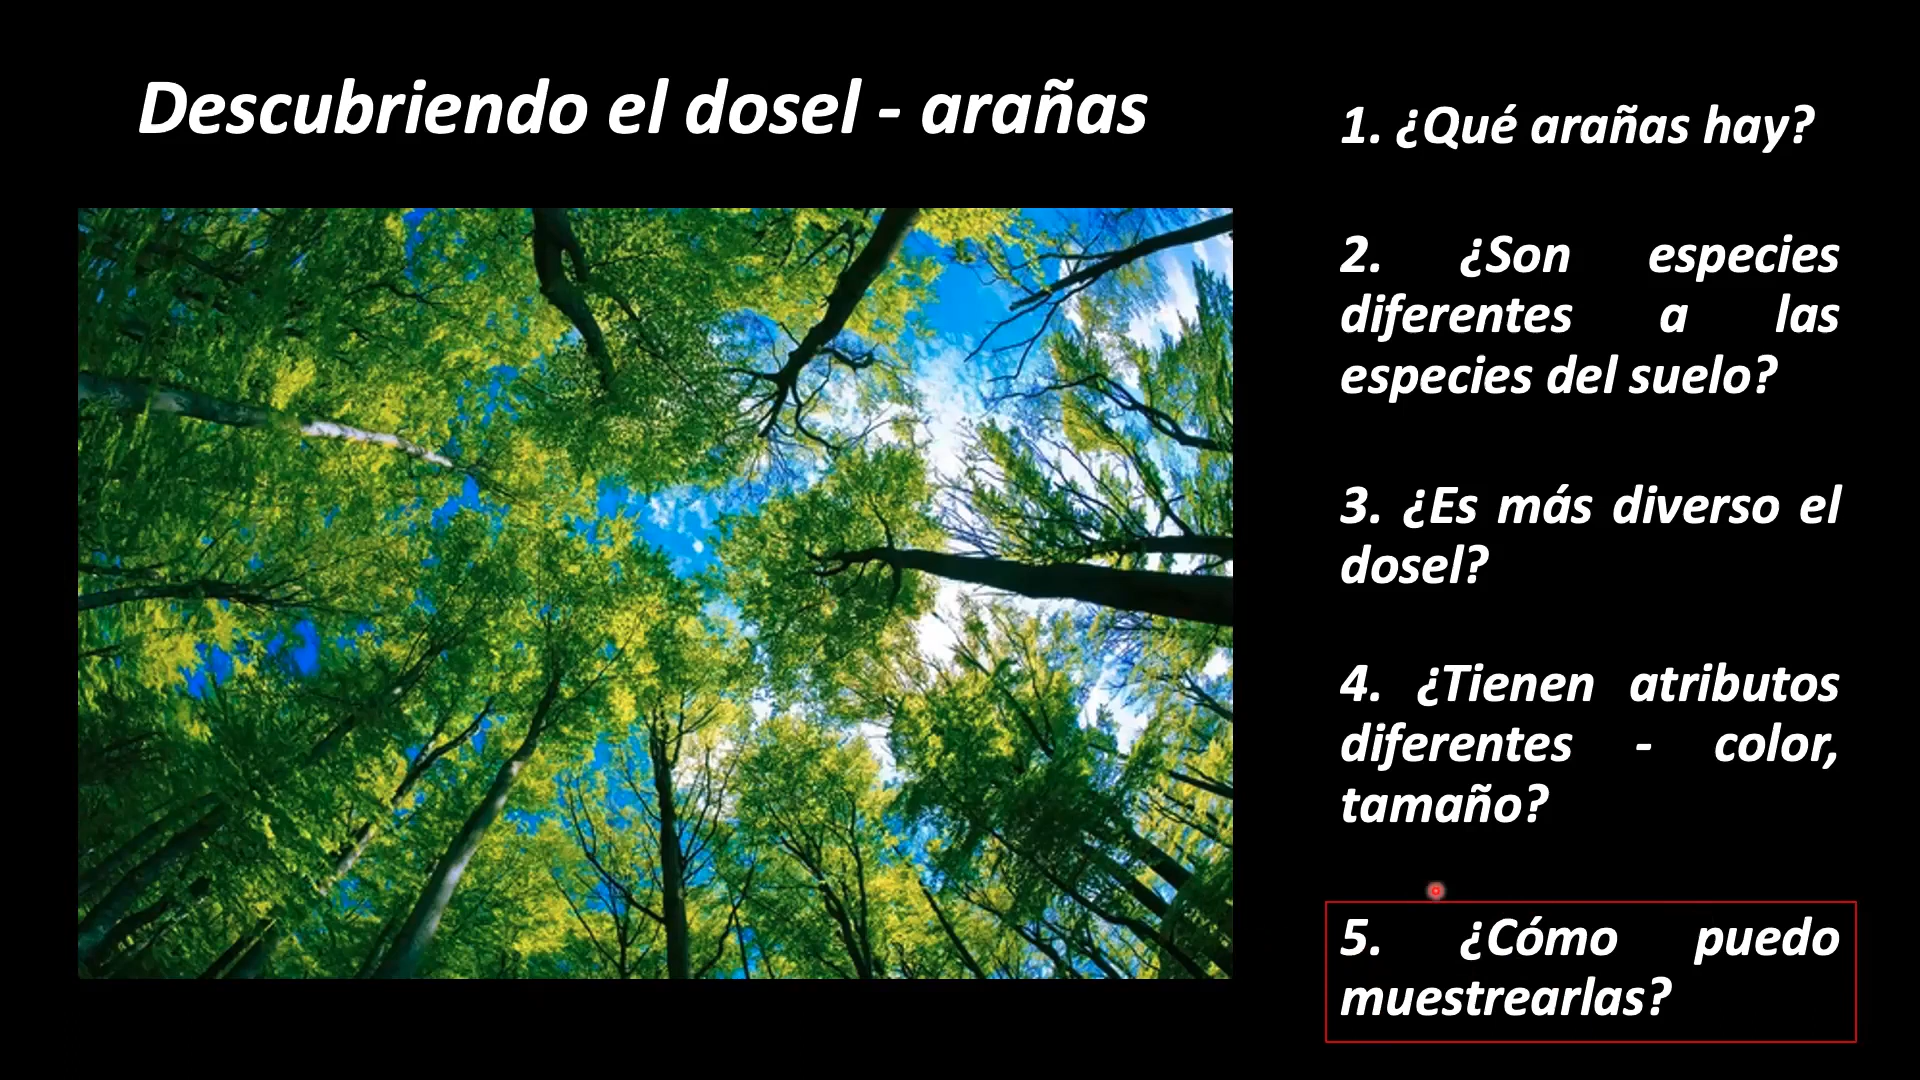 Descubriendo el dosel - arañas
1. ¿Qué arañas hay?
2. ¿Son especies
diferentes a las
especies del suelo?
3. ¿Es más diverso el
dosel?
4. ¿Tienen atributos
diferentes - color,
tamaño?
5. ¿Cómo puedo
muestrearlas?